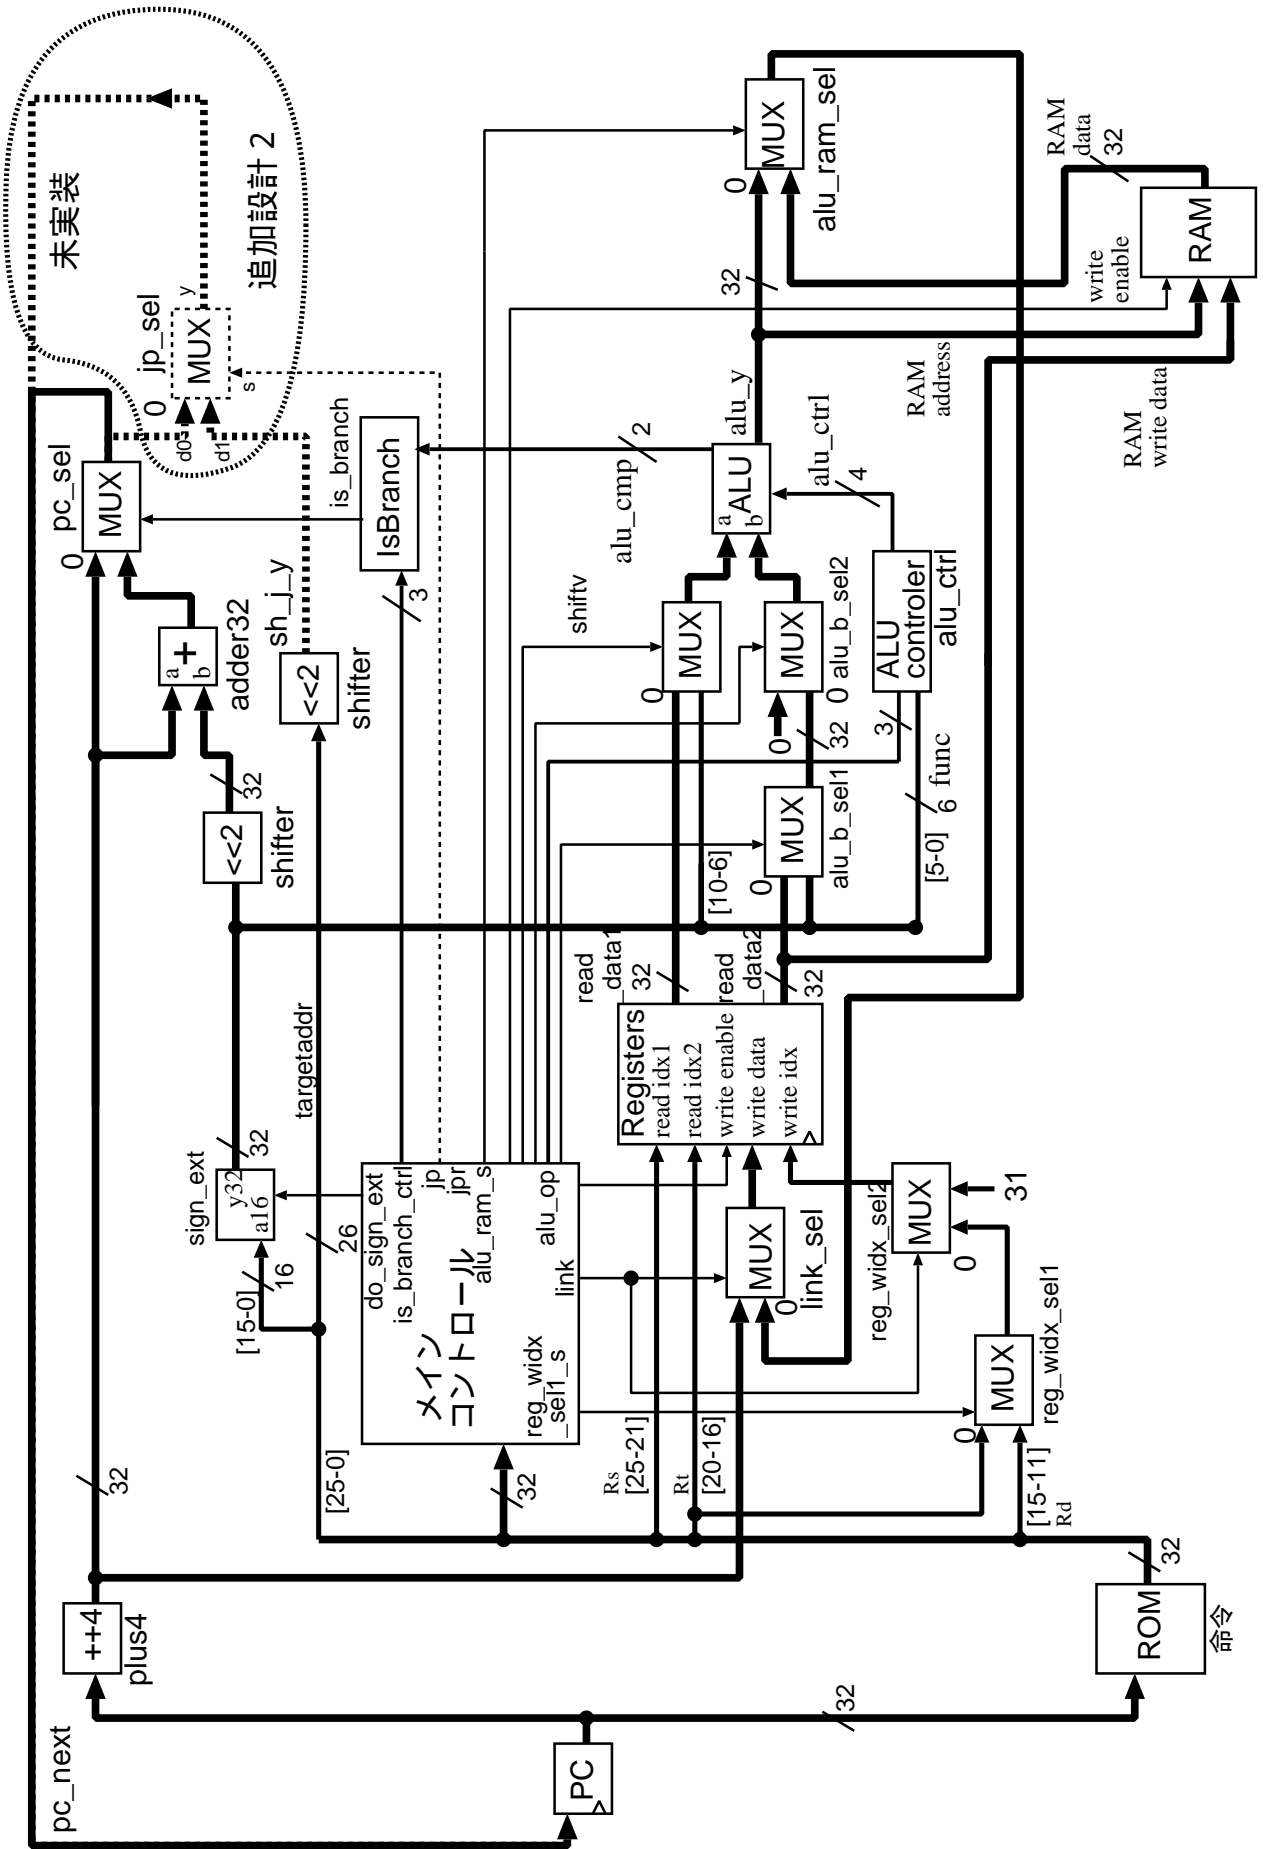 pc_next
PC
32
++4
plus4
32
ROM
命令
32
[25-0]
[15-0]
16
sign_ext
y32
a16
32
26
targetaddr
メイン
コントロール
do_sign_ext
is_branch_ctrl
jp
jpr
alu_ram_s
alu_op
link
reg_widx
_sel1_s
32
Rs
[25-21]
Rt
[20-16]
[15-11]
Rd
0
MUX
reg_widx_sel1
reg_widx_sel2
MUX
0
31
MUX
0
link_sel
Registers
read idx1
read idx2
write enable
write data
write idx
read
_data1
32
read
_data2
32
[10-6]
[5-0]
6
func
<<2
shifter
32
a
b
+
adder32
<<2
shifter
sh_j_y
0
MUX
alu_b_sel1
32
0
0
MUX
alu_b_sel2
0
MUX
shiftv
3
ALU
controler
alu_ctrl
4
alu_ctrl
a
b
ALU
alu_y
alu_cmp
2
3
IsBranch
is_branch
0
MUX
pc_sel
0
d0
d1
MUX
s
y
jp_sel
未実装
追加設計 2
RAM
address
RAM
write data
32
write
enable
RAM
RAM
data
32
0
MUX
alu_ram_sel